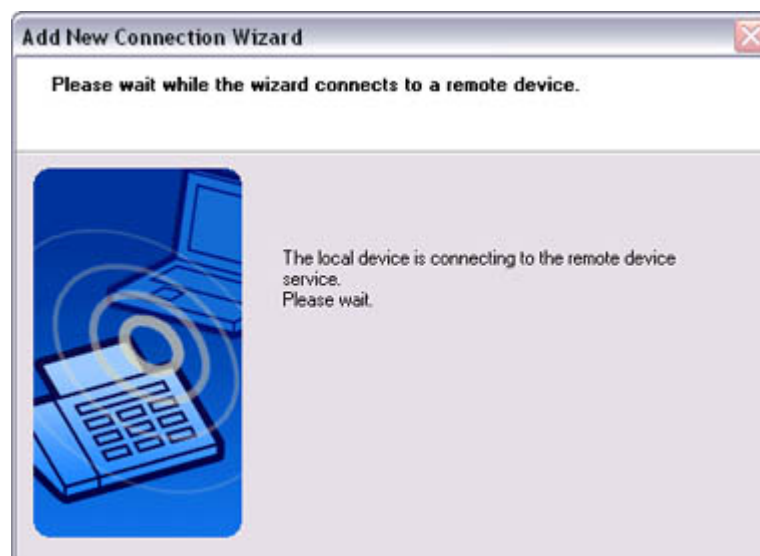 Add New Connection Wizard
Please wait while the wizard connects to a remote device.
The local device is connecting to the remote device
service.
Please wait.